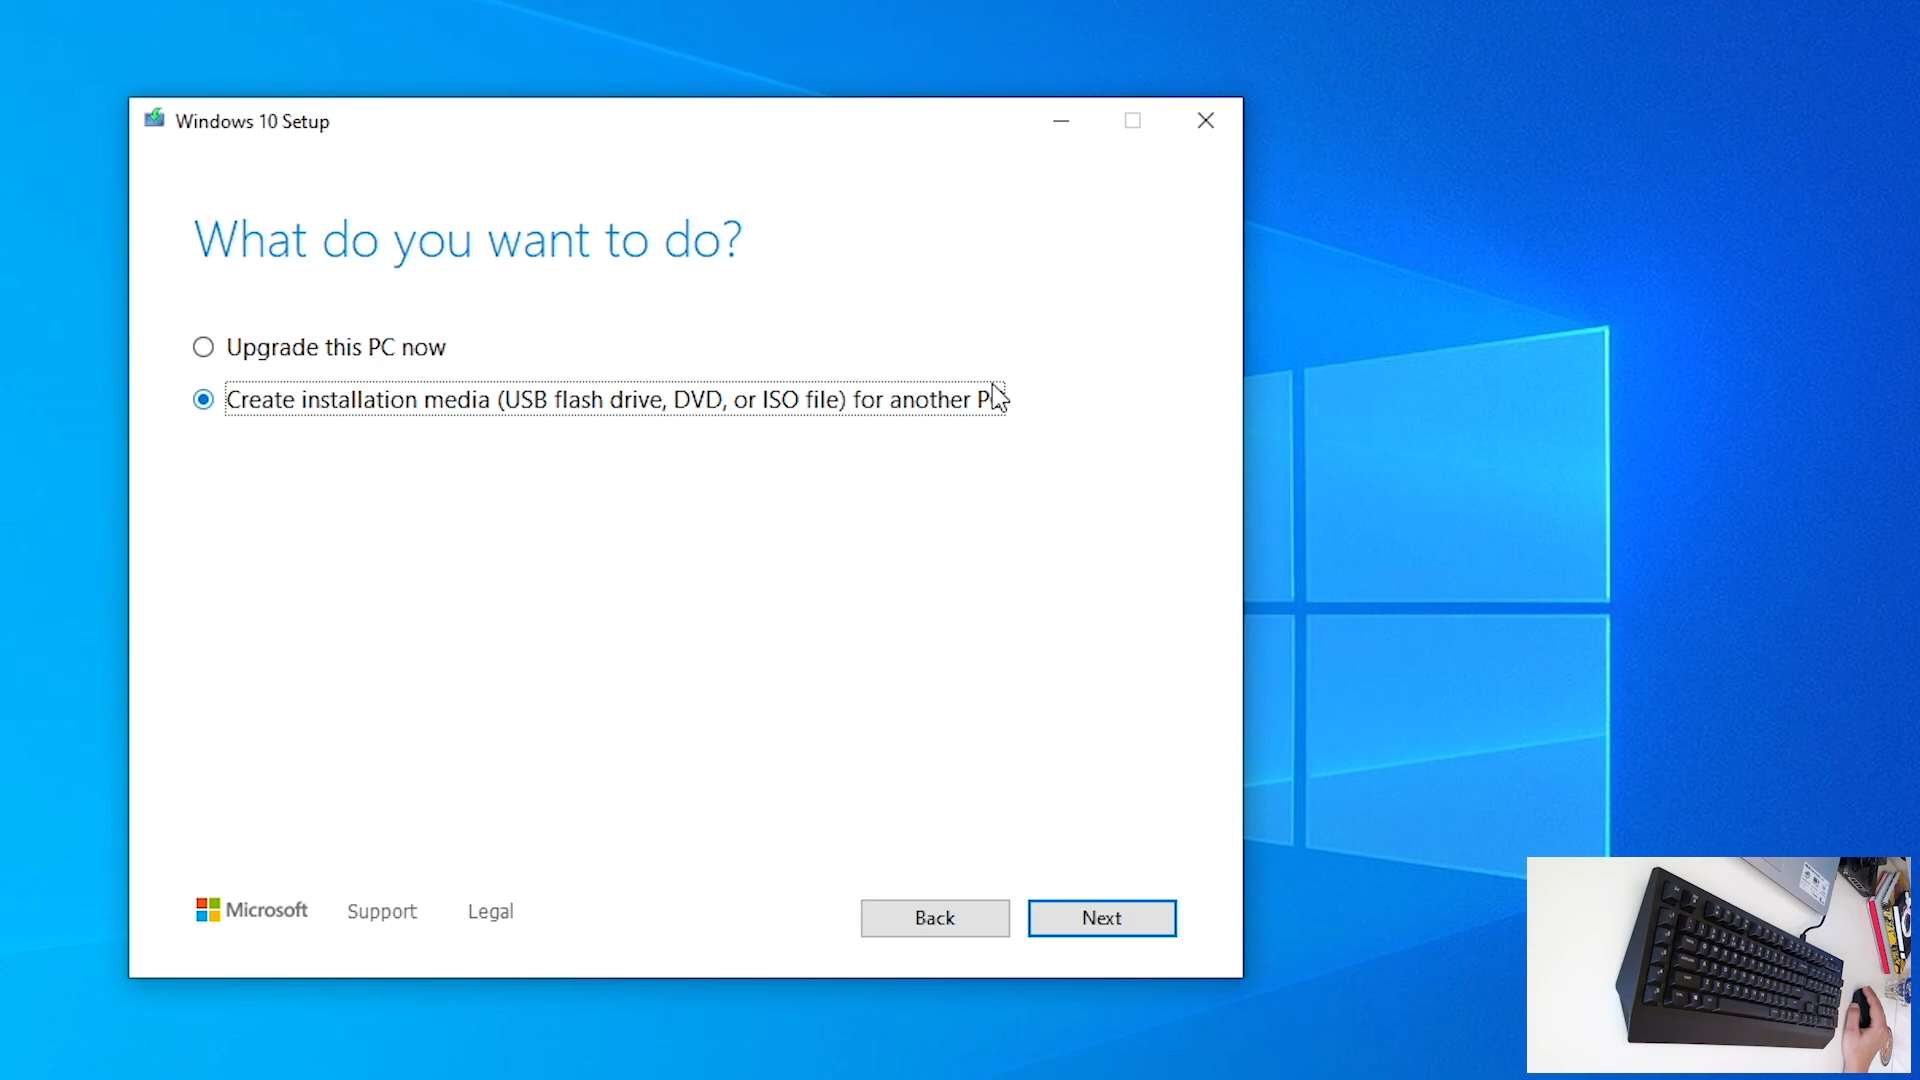 Windows 10 Setup
What do you want to do?
Upgrade this PC now
Create installation media (USB flash drive, DVD, or ISO file) for another
Microsoft Support Legal Back Next